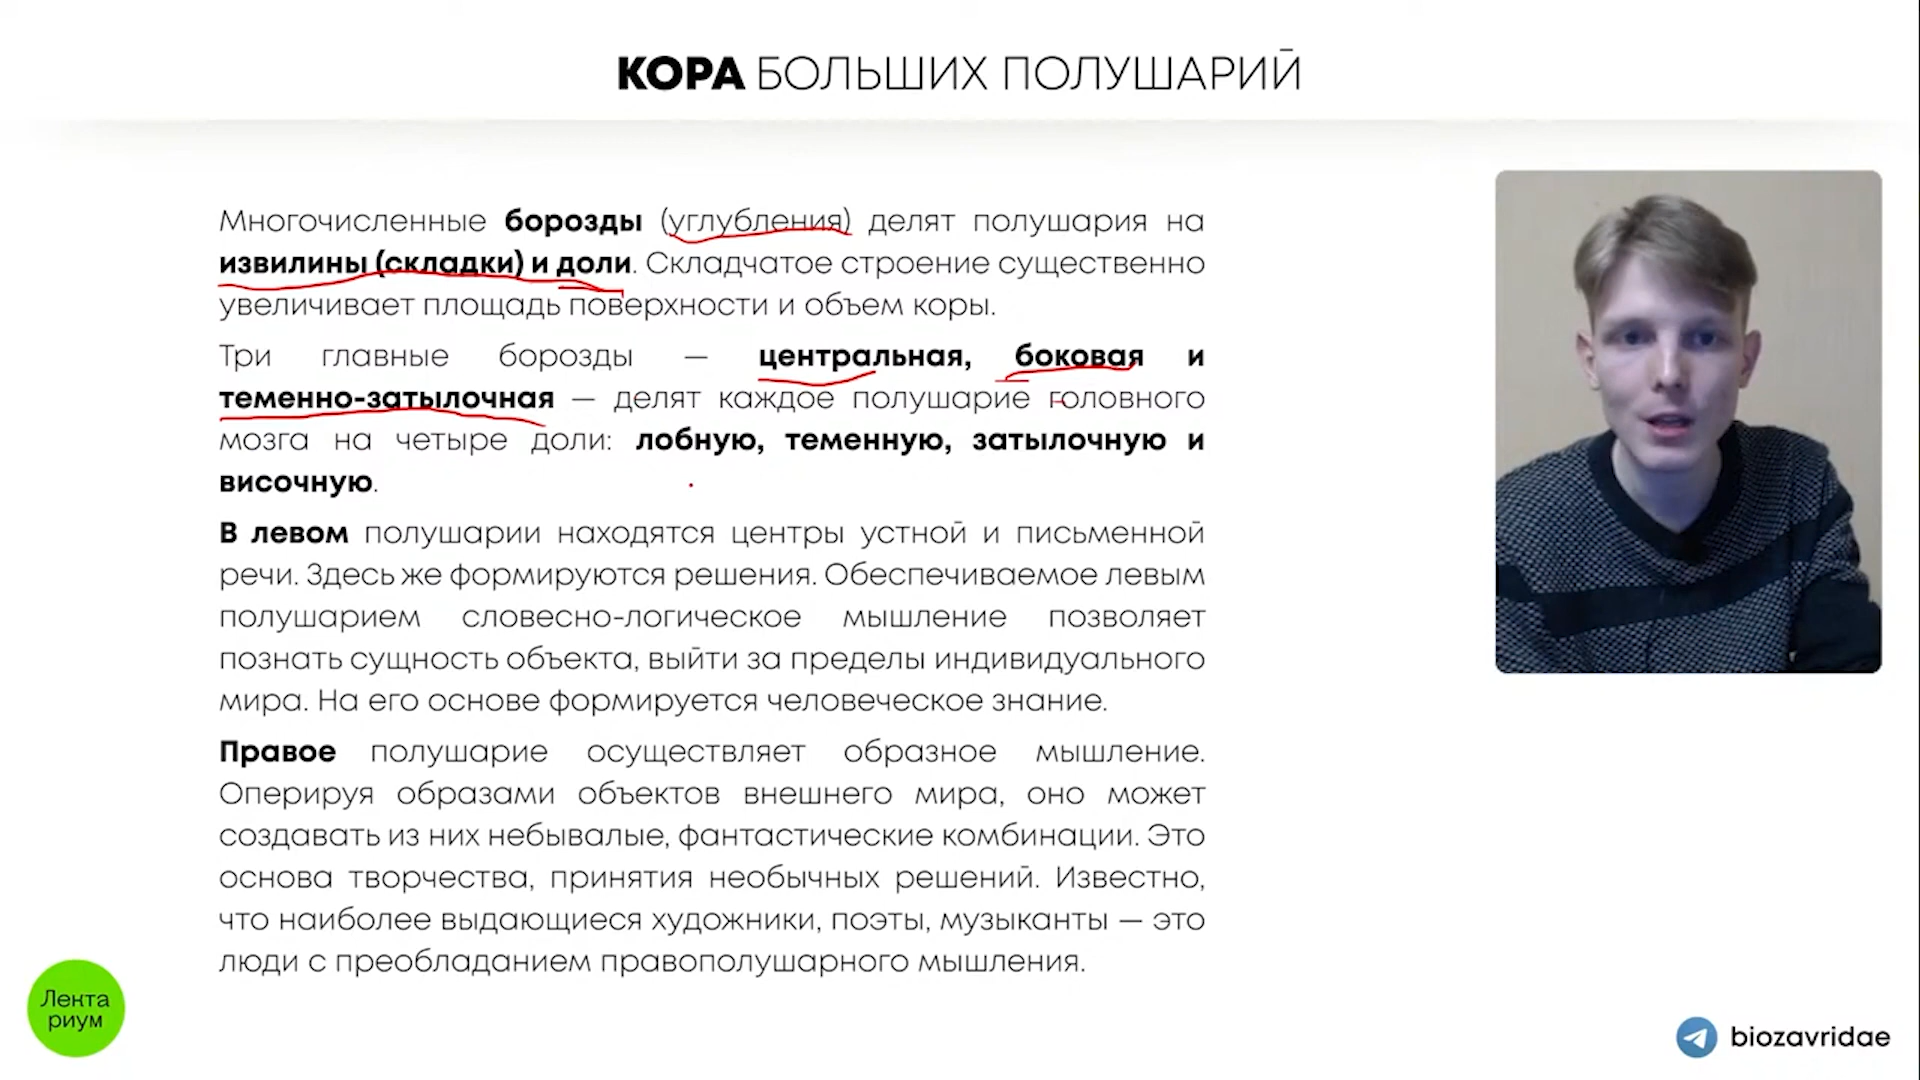 КОРА БОЛЬШИХ ПОЛУШАРИЙ
Многочисленные борозды (углубления) делят полушария на
извилины (складки) и доли. Складчатое строение существенно
увеличивает площадь поверхности и объем коры.
Три главные борозды — центральная, боковая и
теменно-затылочная — делят каждое полушарие головного
мозга на четыре доли: лобную, теменную, затылочную и
височную.
В левом полушарии находятся центры устной и письменной
речи. Здесь же формируются решения. Обеспечиваемое левым
полушарием словесно-логическое мышление позволяет
познать сущность объекта, выйти за пределы индивидуального
мира. На его основе формируется человеческое знание.
Правое полушарие осуществляет образное мышление.
Оперируя образами объектов внешнего мира, оно может
создавать из них небывалые, фантастические комбинации. Это
основа творчества, принятия необычных решений. Известно,
что наиболее выдающиеся художники, поэты, музыканты — это
люди с преобладанием правополушарного мышления.
Лекта
риум
biozavridae